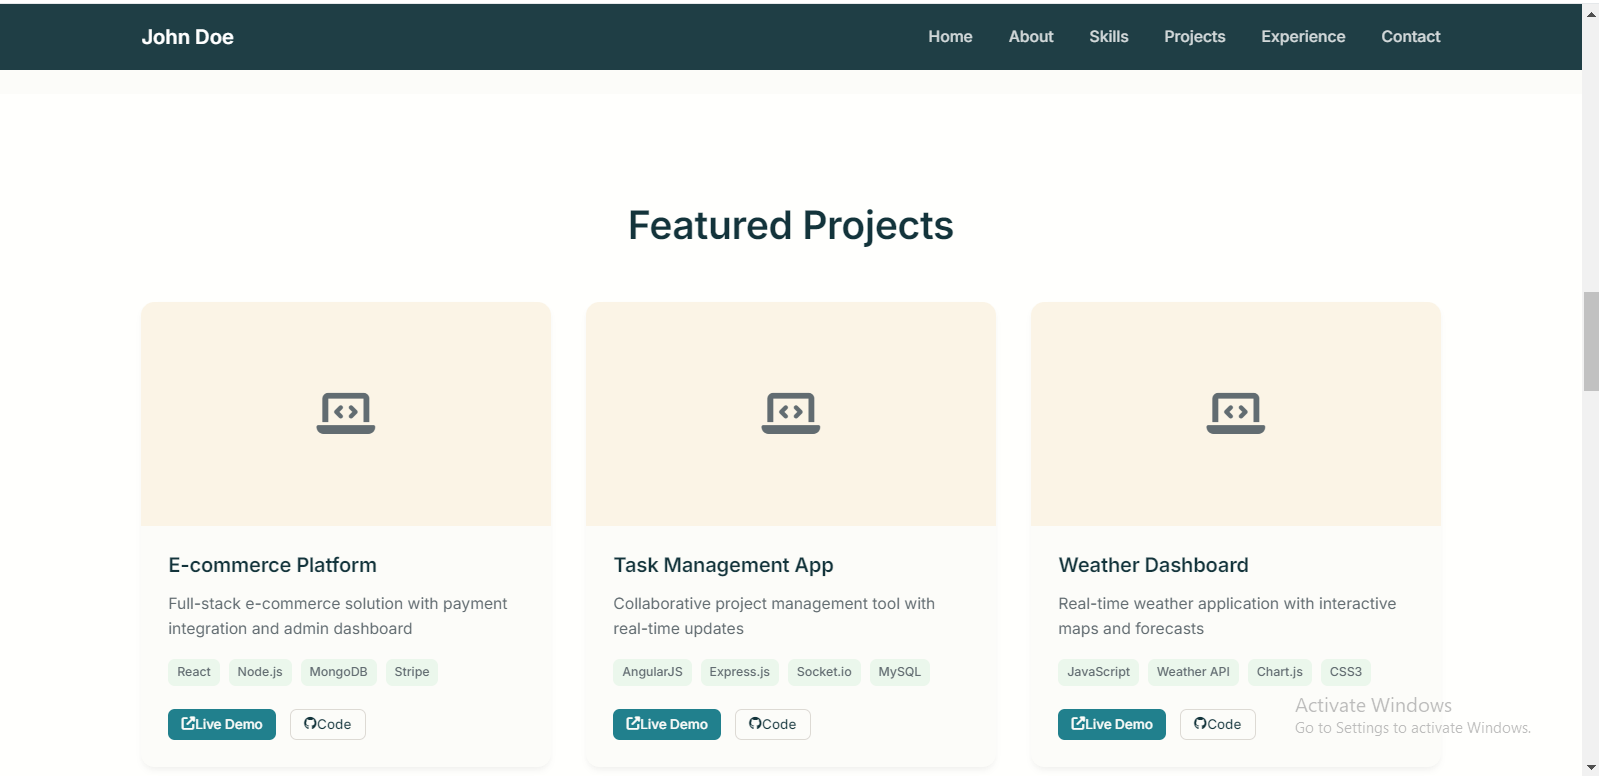 John Doe
Home About Skills Projects Experience Contact
Featured Projects
E-commerce Platform
Full-stack e-commerce solution with payment
integration and admin dashboard
React Node.js MongoDB Stripe
Live Demo Code
Task Management App
Collaborative project management tool with
real-time updates
AngularJS Express.js Socket.io MySQL
Live Demo Code
Weather Dashboard
Real-time weather application with interactive
maps and forecasts
JavaScript Weather API Chart.js CSS3
Live Demo Code
Activate Windows
Go to Settings to activate Windows.